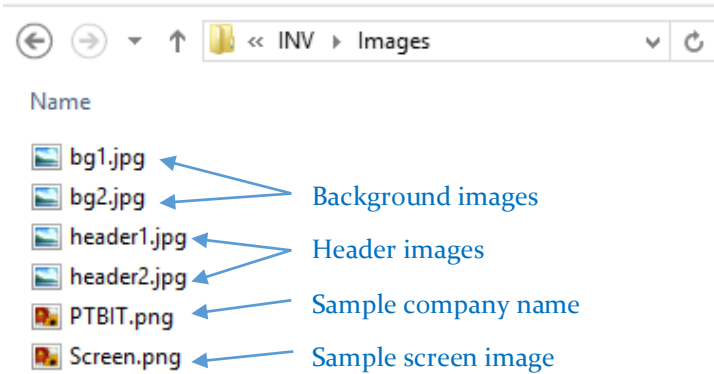 « INV Images
Name
bg1.jpg
bg2.jpg
Background images
header1.jpg
Header images
header2.jpg
PTBIT.png
Sample company name
Screen.png
Sample screen image